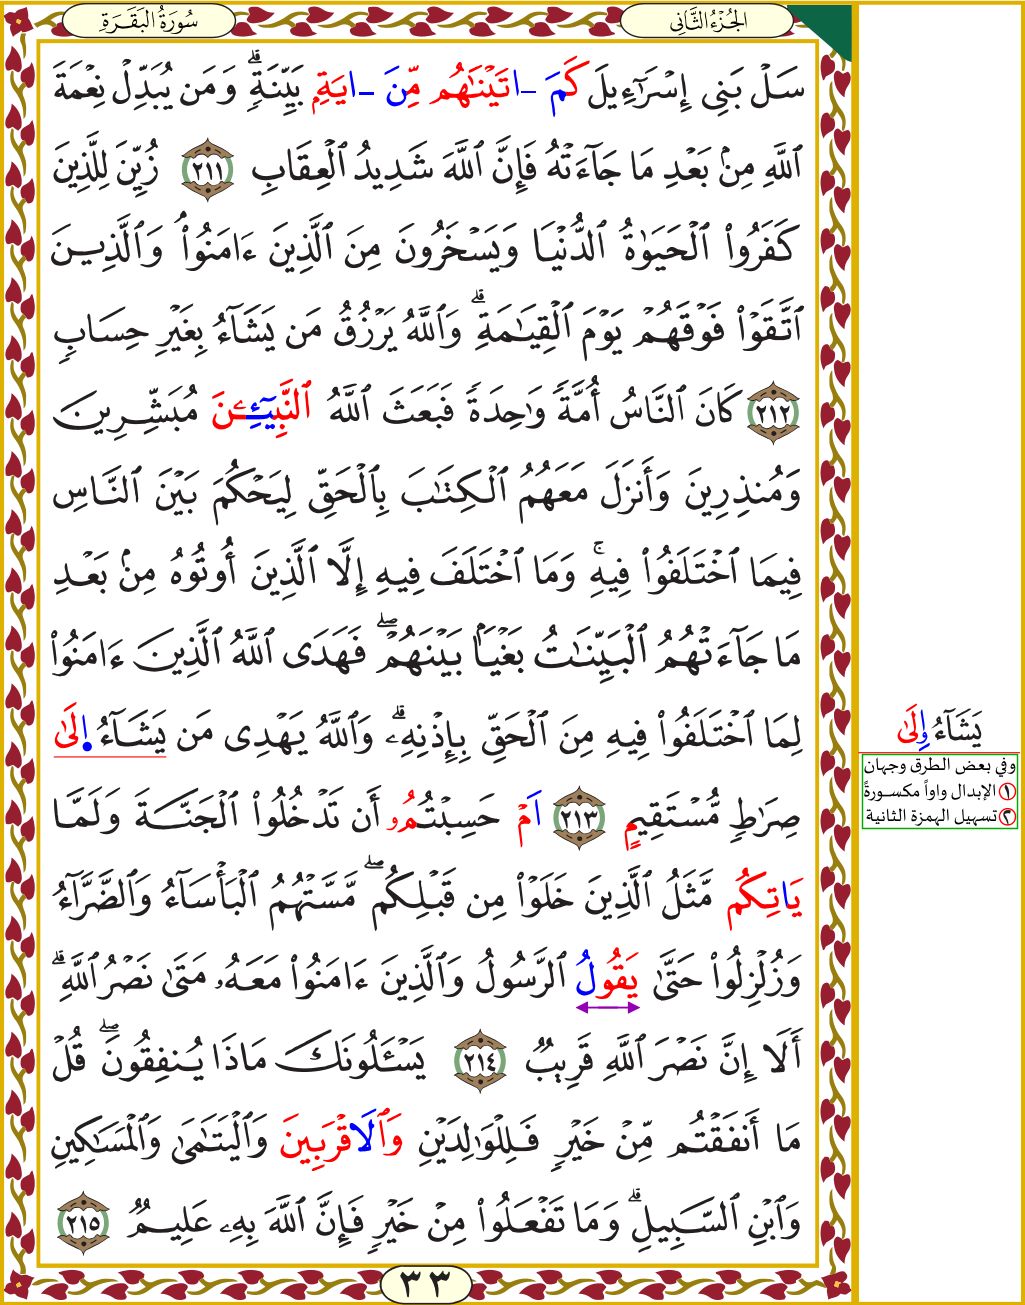 الجُزْءُ الثَّانِي
سُورَةُ البَقَرَةِ
سَلْ بَنِي إِسْرَٰٓءِيلَ كَمَ ـَاتَيْنَٰهُم مِّنَ ـَايَةِۭ بَيِّنَةٖۗ وَمَن يُبَدِّلْ نِعْمَةَ
ٱللَّهِ مِنۢ بَعْدِ مَا جَآءَتْهُ فَإِنَّ ٱللَّهَ شَدِيدُ ٱلْعِقَابِ ٢١١ زُيِّنَ لِلَّذِينَ
كَفَرُواْ ٱلْحَيَوٰةُ ٱلدُّنْيَا وَيَسْخَرُونَ مِنَ ٱلَّذِينَ ءَامَنُواْۘ وَٱلَّذِينَ
ٱتَّقَوْاْ فَوْقَهُمْ يَوْمَ ٱلْقِيَٰمَةِۗ وَٱللَّهُ يَرْزُقُ مَن يَشَآءُ بِغَيْرِ حِسَابٖ
٢١٢ كَانَ ٱلنَّاسُ أُمَّةٗ وَٰحِدَةٗ فَبَعَثَ ٱللَّهُ ٱلنَّبِيٓـِٕۧنَ مُبَشِّرِينَ
وَمُنذِرِينَ وَأَنزَلَ مَعَهُمُ ٱلْكِتَٰبَ بِٱلْحَقِّ لِيَحْكُمَ بَيْنَ ٱلنَّاسِ
فِيمَا ٱخْتَلَفُواْ فِيهِۚ وَمَا ٱخْتَلَفَ فِيهِ إِلَّا ٱلَّذِينَ أُوتُوهُ مِنۢ بَعْدِ
مَا جَآءَتْهُمُ ٱلْبَيِّنَٰتُ بَغْيَۢا بَيْنَهُمْۖ فَهَدَى ٱللَّهُ ٱلَّذِينَ ءَامَنُواْ
لِمَا ٱخْتَلَفُواْ فِيهِ مِنَ ٱلْحَقِّ بِإِذْنِهِۦۗ وَٱللَّهُ يَهْدِى مَن يَشَآءُ اِ۪لَىٰ
صِرَٰطٖ مُّسْتَقِيمٍ ٢١٣ اَمْ حَسِبْتُمُۥ أَن تَدْخُلُواْ ٱلْجَنَّةَ وَلَمَّا
يَاتِكُم مَّثَلُ ٱلَّذِينَ خَلَوْاْ مِن قَبْلِكُمۖ مَّسَّتْهُمُ ٱلْبَأْسَآءُ وَٱلضَّرَّآءُ
وَزُلْزِلُواْ حَتَّىٰ يَقُولُ ٱلرَّسُولُ وَٱلَّذِينَ ءَامَنُواْ مَعَهُۥ مَتَىٰ نَصْرُ ٱللَّهِۗ
أَلَا إِنَّ نَصْرَ ٱللَّهِ قَرِيبٞ ٢١٤ يَسْـَٔلُونَكَ مَاذَا يُنفِقُونَۖ قُلْ
مَا أَنفَقْتُم مِّنْ خَيْرٖ فَلِلْوَٰلِدَيْنِ وَٱلَاقْرَبِينَ وَٱلْيَتَٰمَىٰ وَٱلْمَسَٰكِينِ
وَٱبْنِ ٱلسَّبِيلِۗ وَمَا تَفْعَلُواْ مِنْ خَيْرٖ فَإِنَّ ٱللَّهَ بِهِۦ عَلِيمٞ ٢١٥
يَشَآءُ وِلَىٰ
وفي بعض الطرق وجهان
١ الإبدال واواً مكسورةً
٢ تسهيل الهمزة الثانية
٣٣